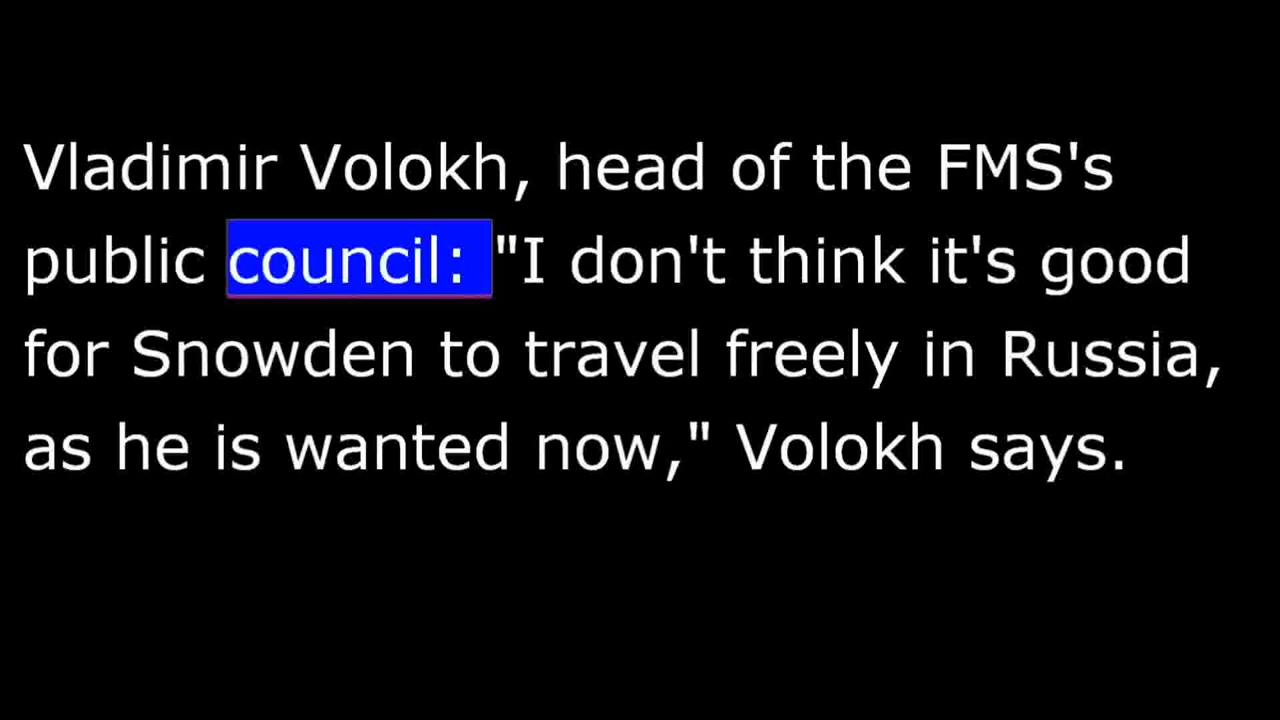 Vladimir Volokh, head of the FMS's
public council: "I don't think it's good
for Snowden to travel freely in Russia,
as he is wanted now," Volokh says.